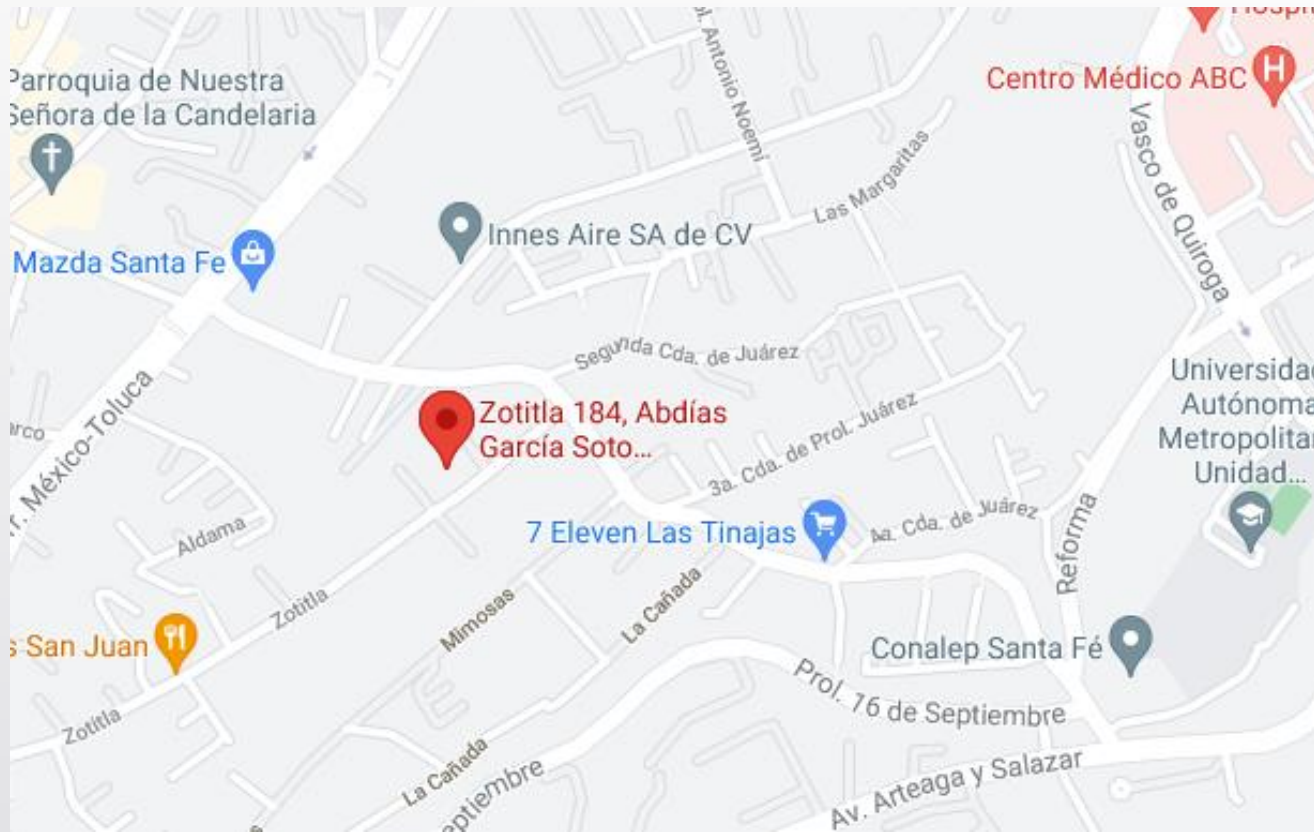 Parroquia de Nuestra
Señora de la Candelaria
ol. Antonio Noemí
Centro Médico ABC
H
Vasco de Quiroga
Las Margaritas
Innes Aire SA de CV
Mazda Santa Fe
Segunda Cda. de Juárez
Universidad
Autónoma
Metropolitan
Unidad...
Zotitla 184, Abdías
García Soto...
3a. Cda. de Prol. Juárez
arco
r. México-Toluca
Aldama
7 Eleven Las Tinajas
4a. Cda. de Juárez
Reforma
Zotitla
Mimosas
La Cañada
s San Juan
Conalep Santa Fé
Prol. 16 de Septiembre
Zotitla
La Cañada
eptiembre
Av. Arteaga y Salazar